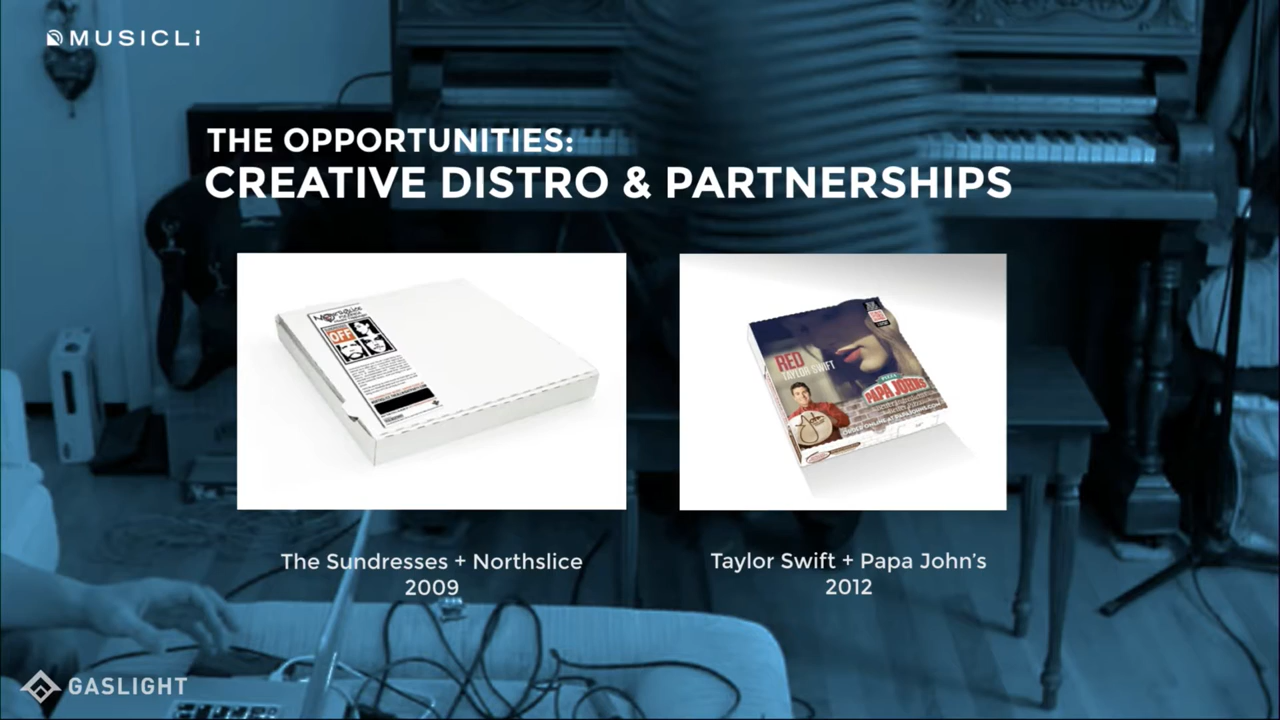 MUSICLi
THE OPPORTUNITIES:
CREATIVE DISTRO & PARTNERSHIPS
OFF
RED
TAYLOR SWIFT
PAPA JOHNS
The Sundresses + Northslice
2009
Taylor Swift + Papa John's
2012
GASLIGHT